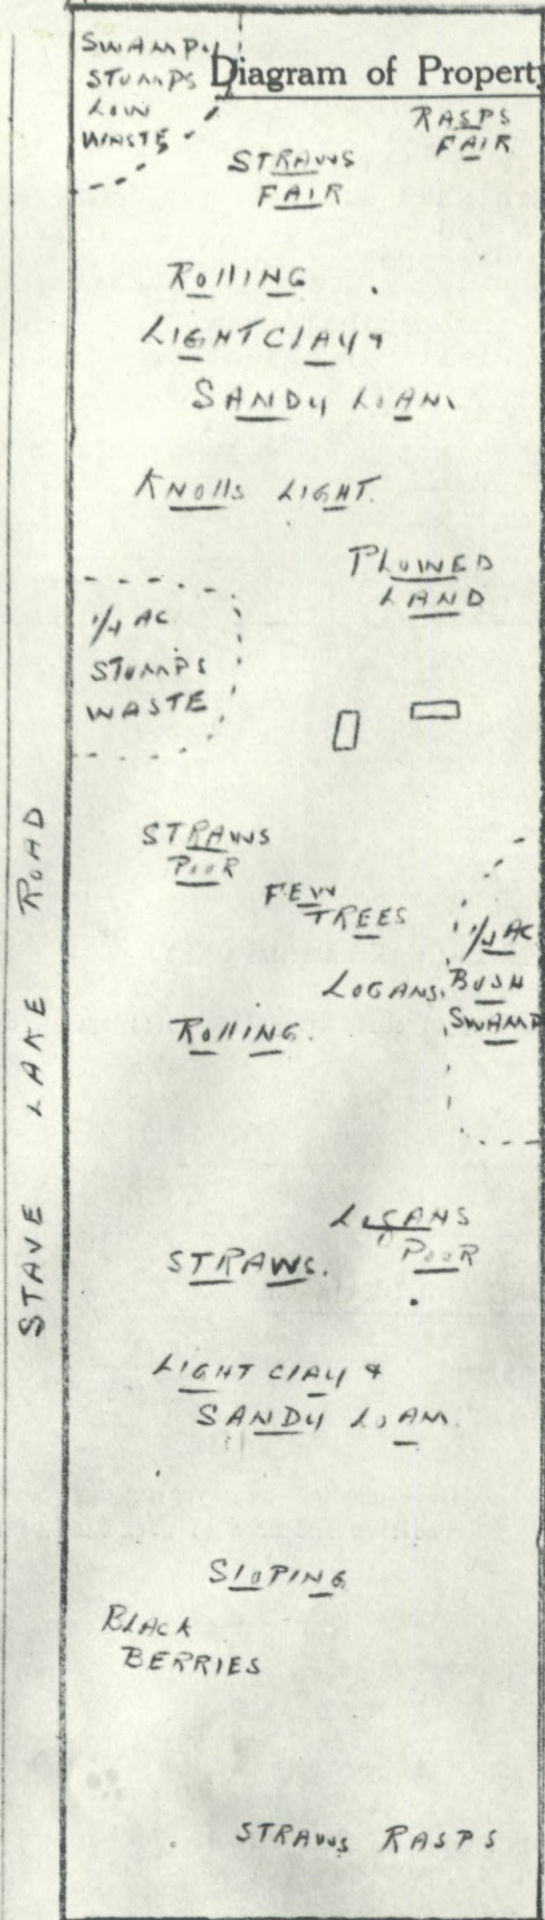 SWAMPY
STUMPS
LOW
WASTE
Diagram of Property
RASPS
FAIR
STRAWS
FAIR
ROLLING
LIGHT CLAY &
SANDY LOAM
KNOLLS LIGHT.
PLOWED
LAND
1/4 AC
STUMPS
WASTE
STRAWS
POOR
FEW
TREES
1/4 AC
BUSH
SWAMP
LOGANS.
ROLLING.
STAVE LAKE ROAD
LOGANS
POOR
STRAWS.
LIGHT CLAY &
SANDY LOAM.
SLOPING
BLACK
BERRIES
STRAWS RASPS